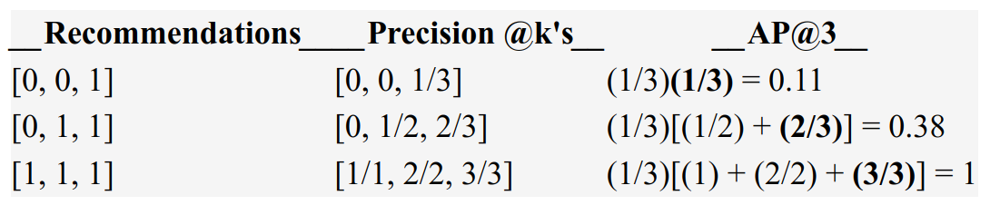 __Recommendations____Precision @k's__ __AP@3__
[0, 0, 1] [0, 0, 1/3] (1/3)(1/3) = 0.11
[0, 1, 1] [0, 1/2, 2/3] (1/3)[(1/2) + (2/3)] = 0.38
[1, 1, 1] [1/1, 2/2, 3/3] (1/3)[(1) + (2/2) + (3/3)] = 1